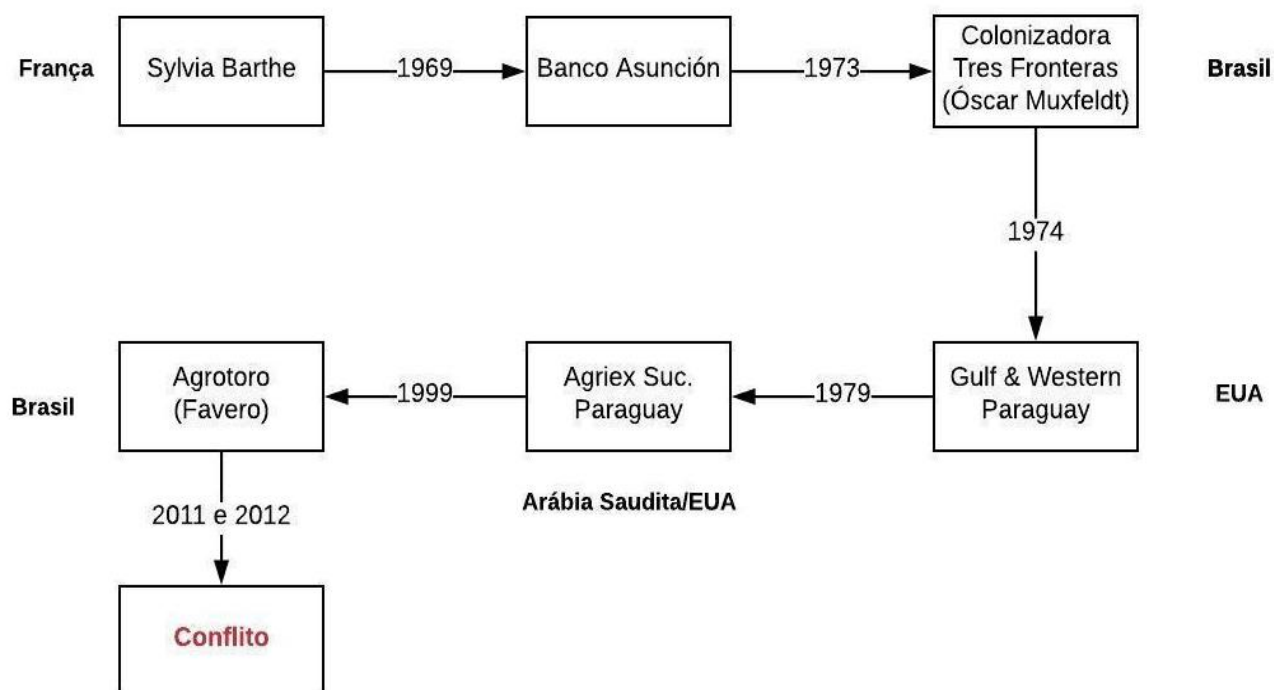 França
Sylvia Barthe
1969
Banco Asunción
1973
Colonizadora
Tres Fronteras
(Óscar Muxfeldt)
Brasil
1974
Brasil
Agrotoro
(Favero)
1999
Agriex Suc.
Paraguay
1979
Gulf & Western
Paraguay
EUA
Arábia Saudita/EUA
2011 e 2012
Conflito